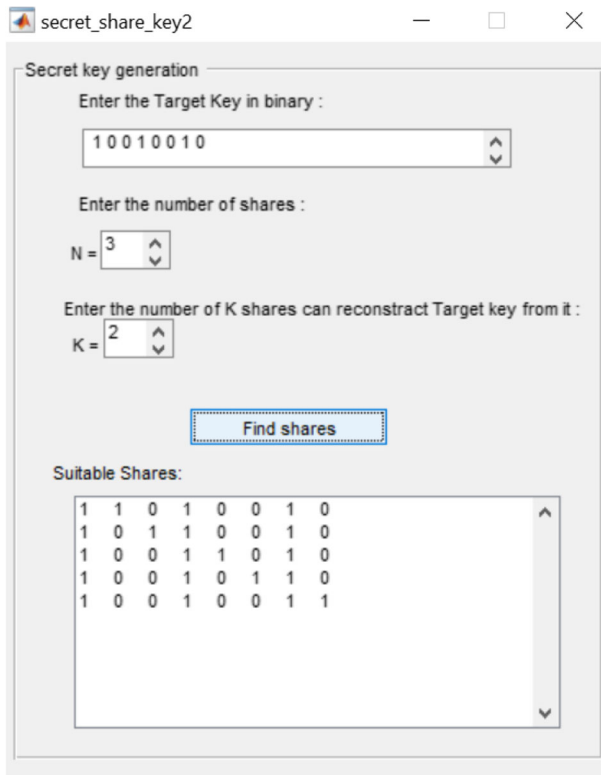 secret_share_key2
Secret key generation
Enter the Target Key in binary :
1 0 0 1 0 0 1 0
Enter the number of shares :
N = 3
Enter the number of K shares can reconstract Target key from it :
K = 2
Find shares
Suitable Shares:
1 1 0 1 0 0 1 0
1 0 1 1 0 0 1 0
1 0 0 1 1 0 1 0
1 0 0 1 0 1 1 0
1 0 0 1 0 0 1 1